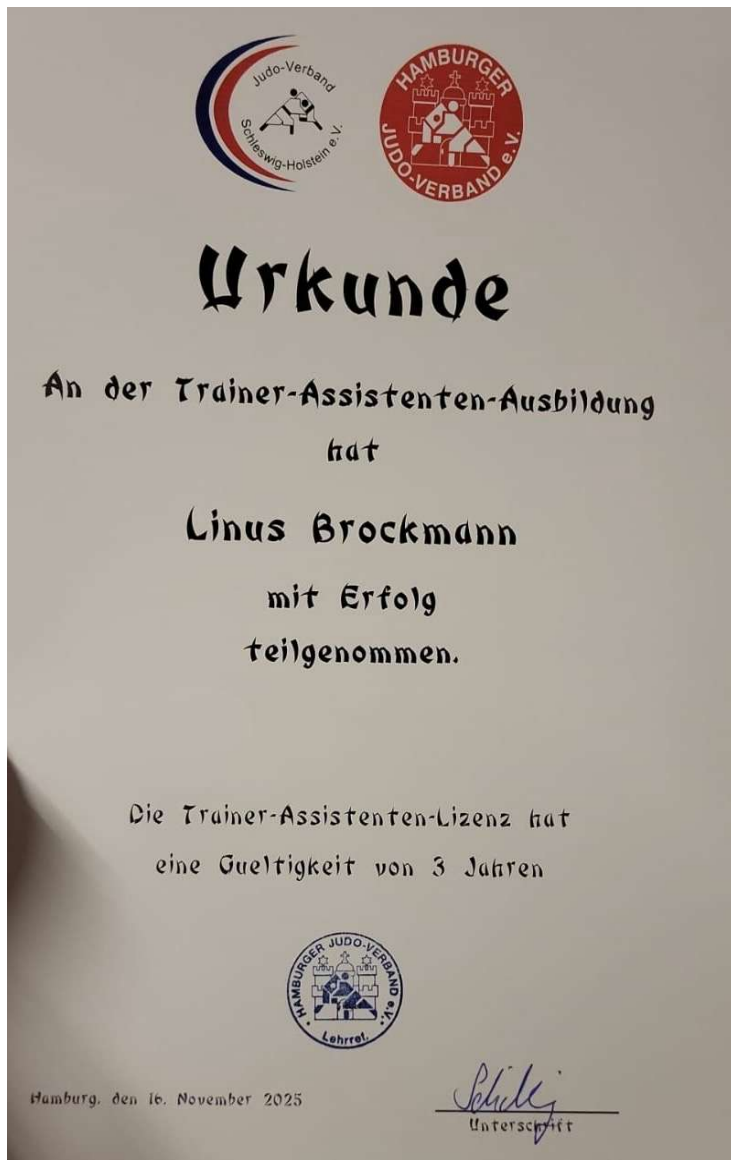 Judo-Verband
Schleswig-Holstein e.V.
HAMBURGER
JUDO-VERBAND e.V.
Urkunde
An der Trainer-Assistenten-Ausbildung
hat
Linus Brockmann
mit Erfolg
teilgenommen.
Die Trainer-Assistenten-Lizenz hat
eine Gueltigkeit von 3 Jahren
HAMBURGER JUDO-VERBAND e.V.
Lehrref.
Hamburg, den 16. November 2025
Unterschrift